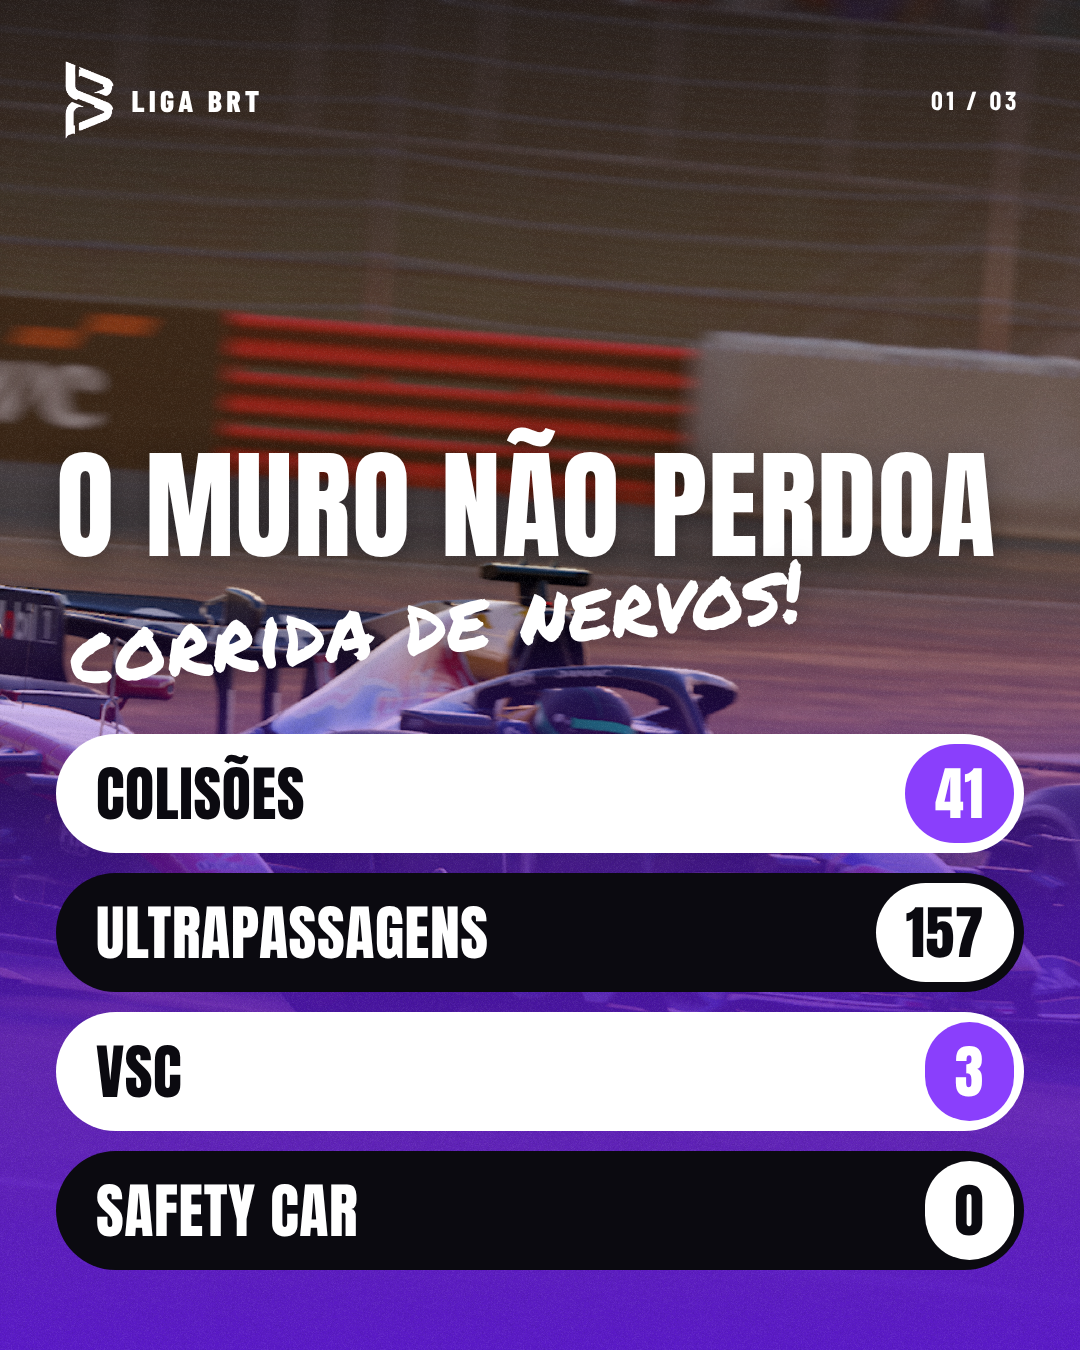 LIGA BRT
01 / 03
O MURO NÃO PERDOA
CORRIDA DE NERVOS!
COLISÕES
41
ULTRAPASSAGENS
157
VSC
3
SAFETY CAR
0